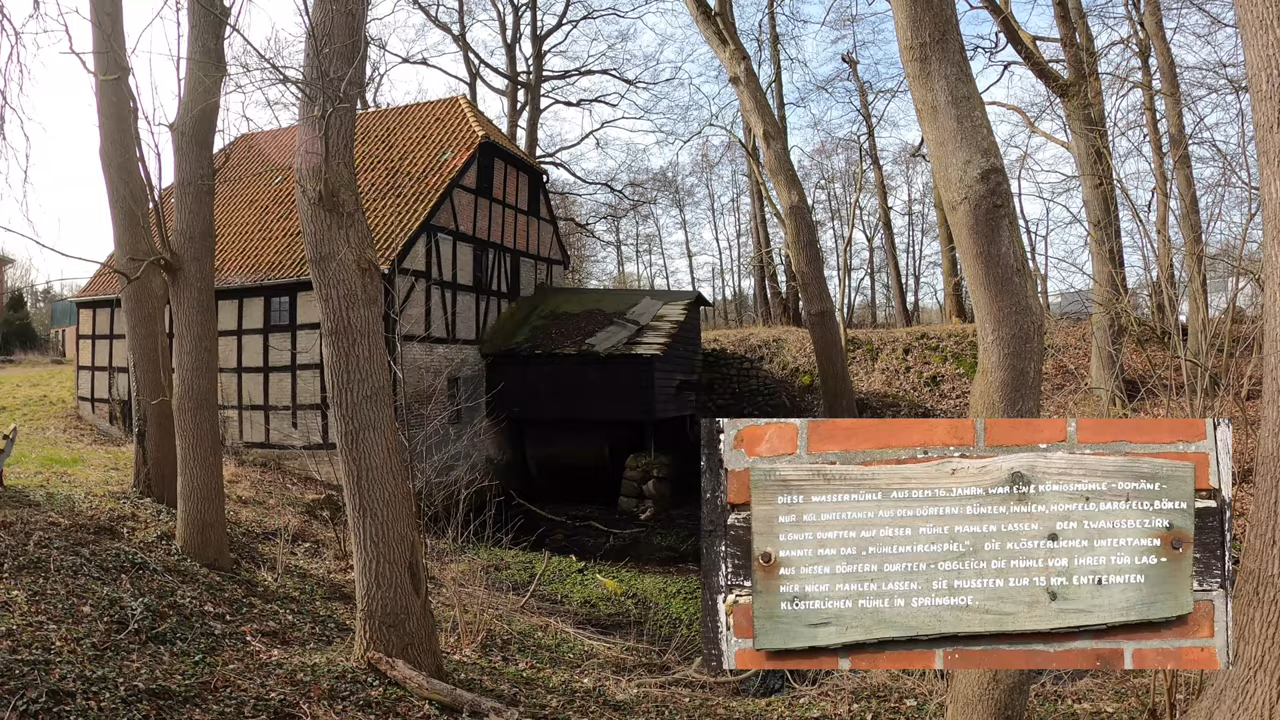 DIESE WASSERMÜHLE AUS DEM 16. JAHRH. WAR EINE KÖNIGSMÜHLE - DOMÄNE -
NUR KGL. UNTERTANEN AUS DEN DÖRFERN: BÜNZEN, INNIEN, HOMFELD, BARGFELD, BÖKEN
U. GNUTZ DURFTEN AUF DIESER MÜHLE MAHLEN LASSEN. DEN ZWANGSBEZIRK
NANNTE MAN DAS „MÜHLENKIRCHSPIEL". DIE KLÖSTERLICHEN UNTERTANEN
AUS DIESEN DÖRFERN DURFTEN - OBGLEICH DIE MÜHLE VOR IHRER TÜR LAG -
HIER NICHT MAHLEN LASSEN. SIE MUSSTEN ZUR 15 KM. ENTFERNTEN
KLÖSTERLICHEN MÜHLE IN SPRINGHOE.